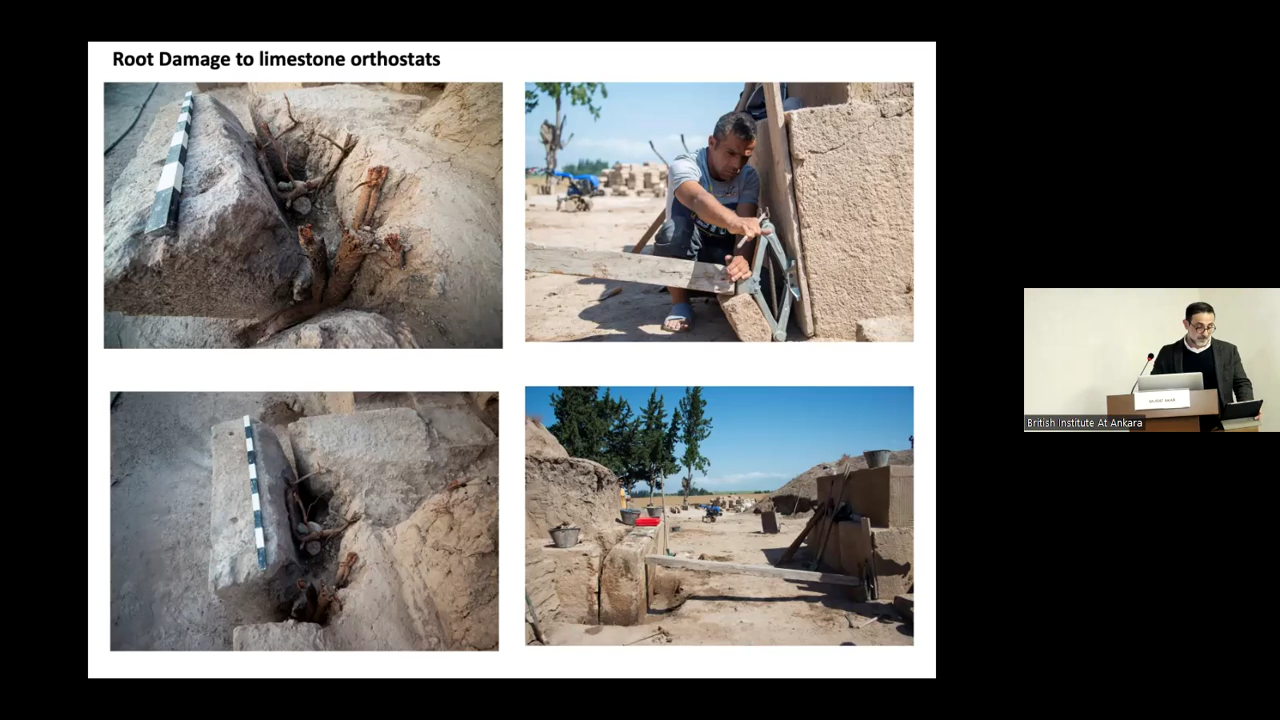 Root Damage to limestone orthostats
British Institute At Ankara